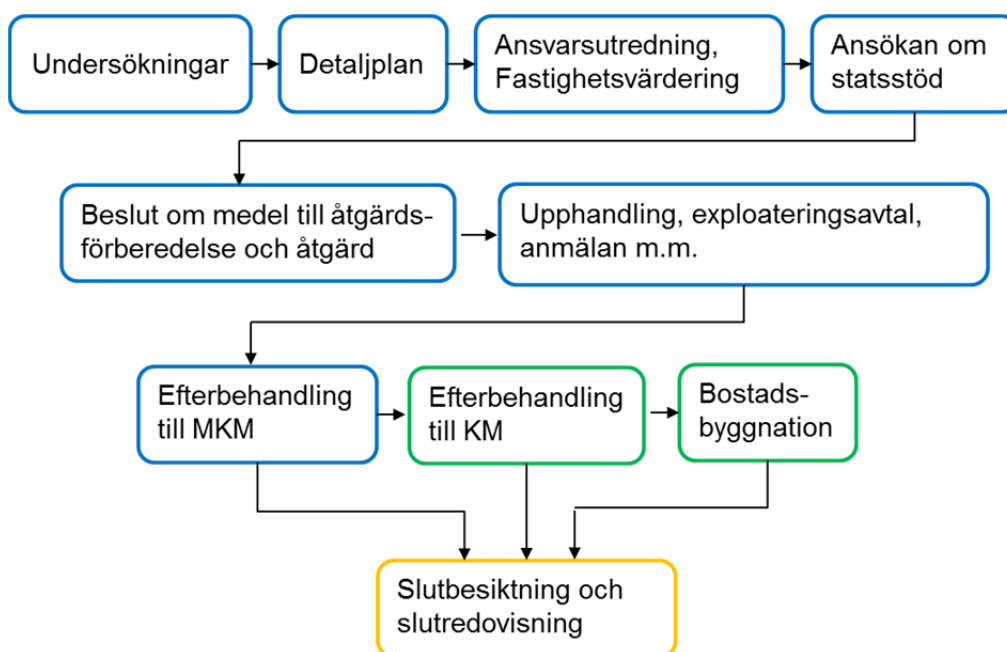 Undersökningar
Detaljplan
Ansvarsutredning,
Fastighetsvärdering
Ansökan om
statsstöd
Beslut om medel till åtgärds-
förberedelse och åtgärd
Upphandling, exploateringsavtal,
anmälan m.m.
Efterbehandling
till MKM
Efterbehandling
till KM
Bostads-
byggnation
Slutbesiktning och
slutredovisning